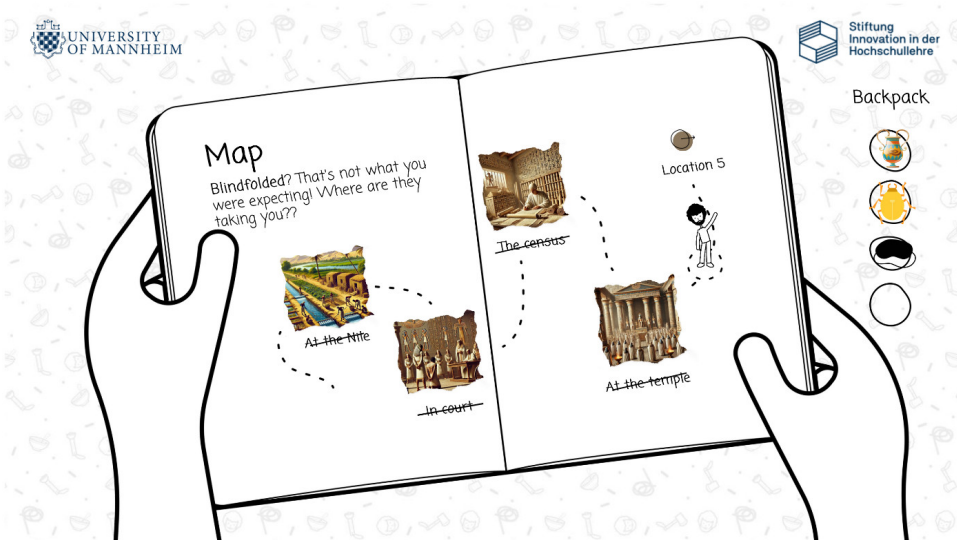 UNIVERSITY
OF MANNHEIM
Stiftung
Innovation in der
Hochschullehre
Backpack
Map
Blindfolded? That's not what you
were expecting! Where are they
taking you??
At the Nile
In court
The census
At the temple
Location 5